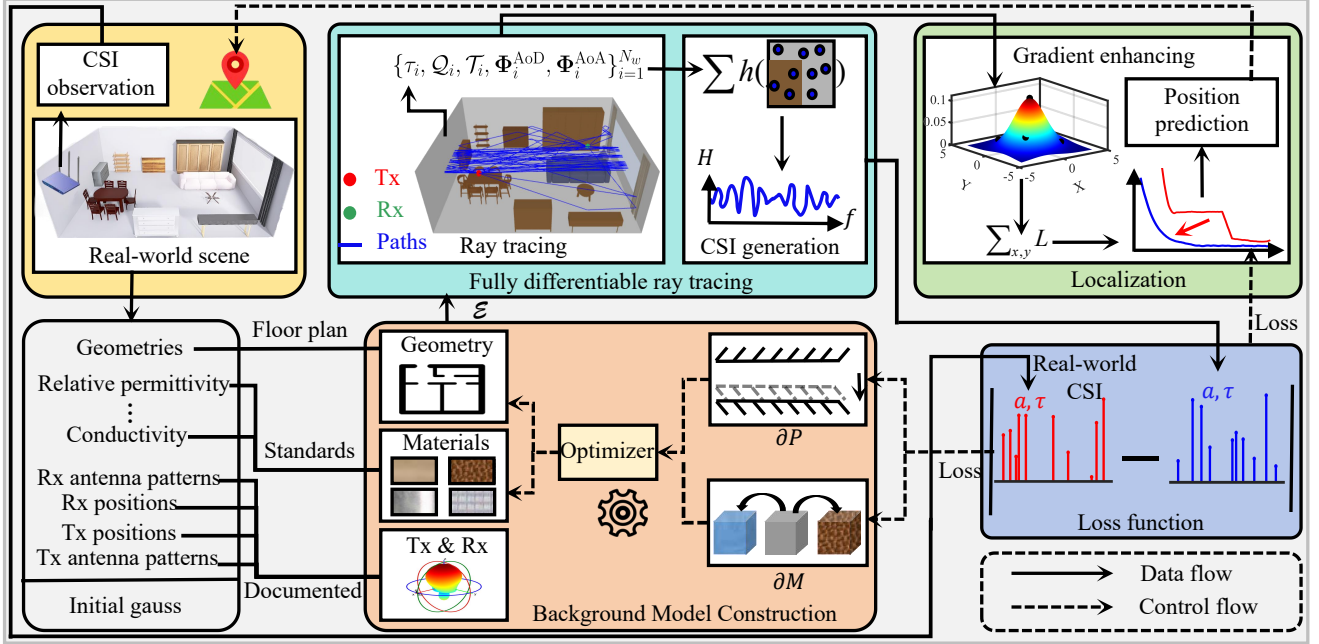 CSI
observation
Real-world scene
{τ_i, Q_i, T_i, Φ_i^AoD, Φ_i^AoA}_{i=1}^{N_w}
Tx
Rx
Paths
Ray tracing
∑ h( )
H
f
CSI generation
Fully differentiable ray tracing
Gradient enhancing
0.1
0.05
0
5
0
-5
-5
0
5
Y
X
∑_{x,y} L
Position
prediction
Localization
Geometries
Relative permittivity
⋮
Conductivity
Rx antenna patterns
Rx positions
Tx positions
Tx antenna patterns
Initial gauss
Floor plan
Standards
Documented
ℰ
Geometry
Materials
Tx & Rx
Optimizer
∂P
∂M
Background Model Construction
Loss
Loss
Real-world
CSI
a, τ
a, τ
Loss function
Data flow
Control flow